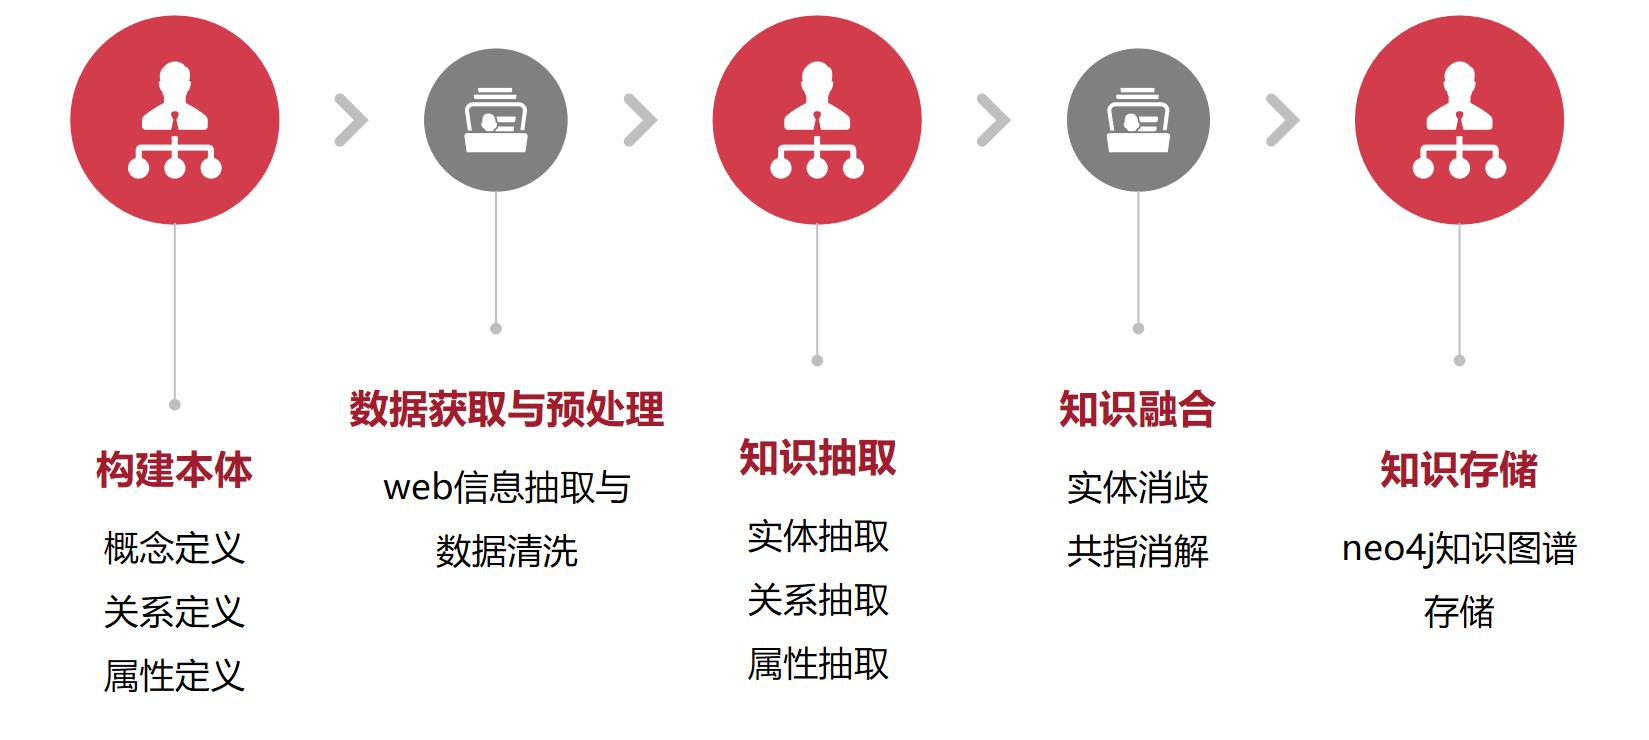 构建本体
概念定义
关系定义
属性定义
数据获取与预处理
web信息抽取与
数据清洗
知识抽取
实体抽取
关系抽取
属性抽取
知识融合
实体消歧
共指消解
知识存储
neo4j知识图谱
存储